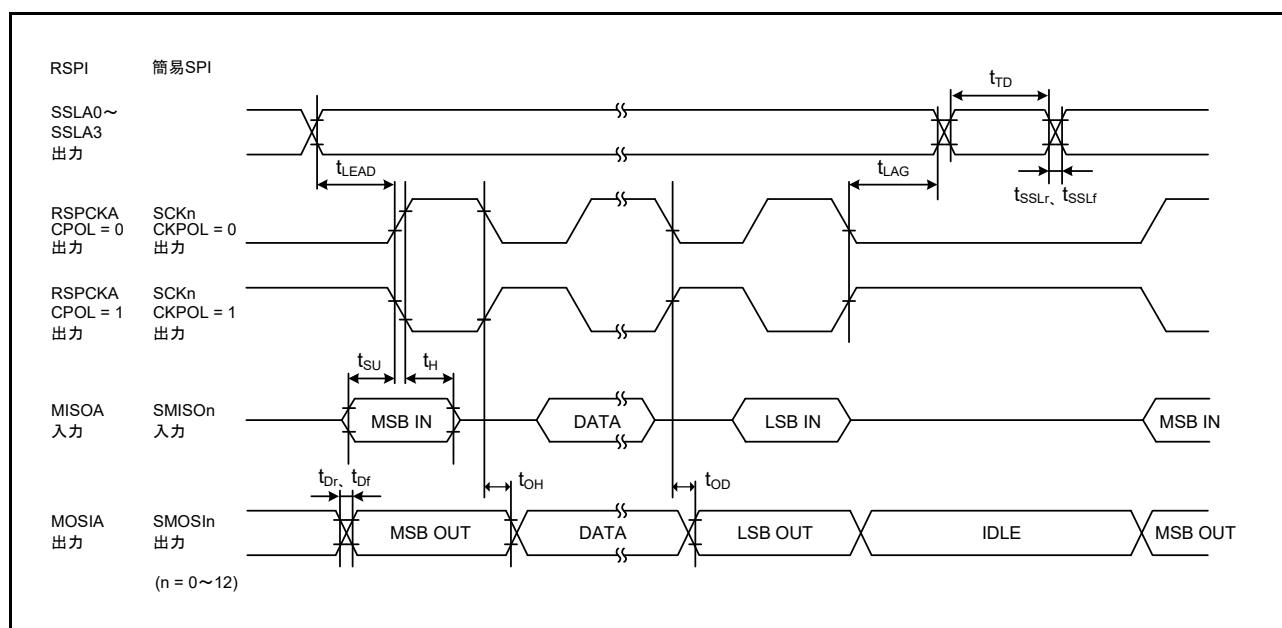 RSPI 簡易SPI
SSLA0～
SSLA3
出力
tTD
tLEAD
tLAG
tSSLr、tSSLf
RSPCKA SCKn
CPOL = 0 CKPOL = 0
出力 出力
RSPCKA SCKn
CPOL = 1 CKPOL = 1
出力 出力
tSU tH
MISOA SMISOn
入力 入力
MSB IN DATA LSB IN MSB IN
tDr、tDf tOH tOD
MOSIA SMOSIn
出力 出力
MSB OUT DATA LSB OUT IDLE MSB OUT
(n = 0～12)